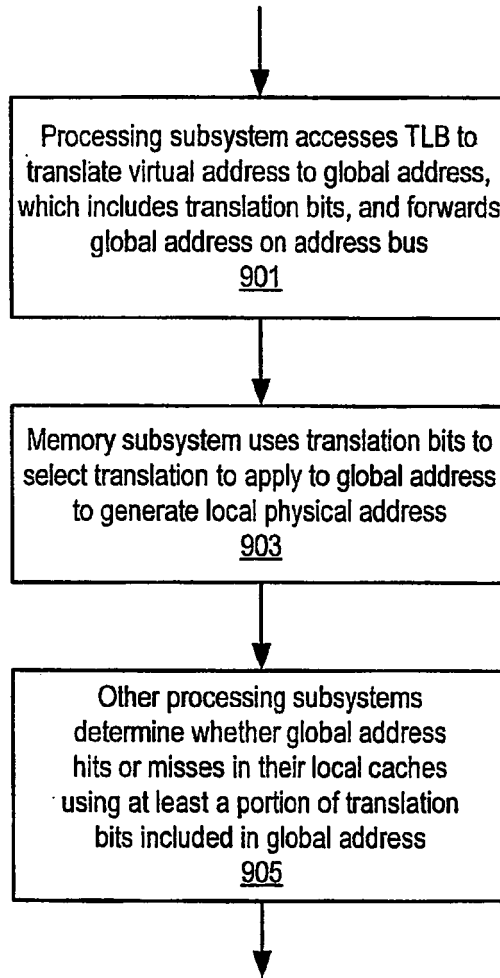 Processing subsystem accesses TLB to
translate virtual address to global address,
which includes translation bits, and forwards
global address on address bus
901
Memory subsystem uses translation bits to
select translation to apply to global address
to generate local physical address
903
Other processing subsystems
determine whether global address
hits or misses in their local caches
using at least a portion of translation
bits included in global address
905